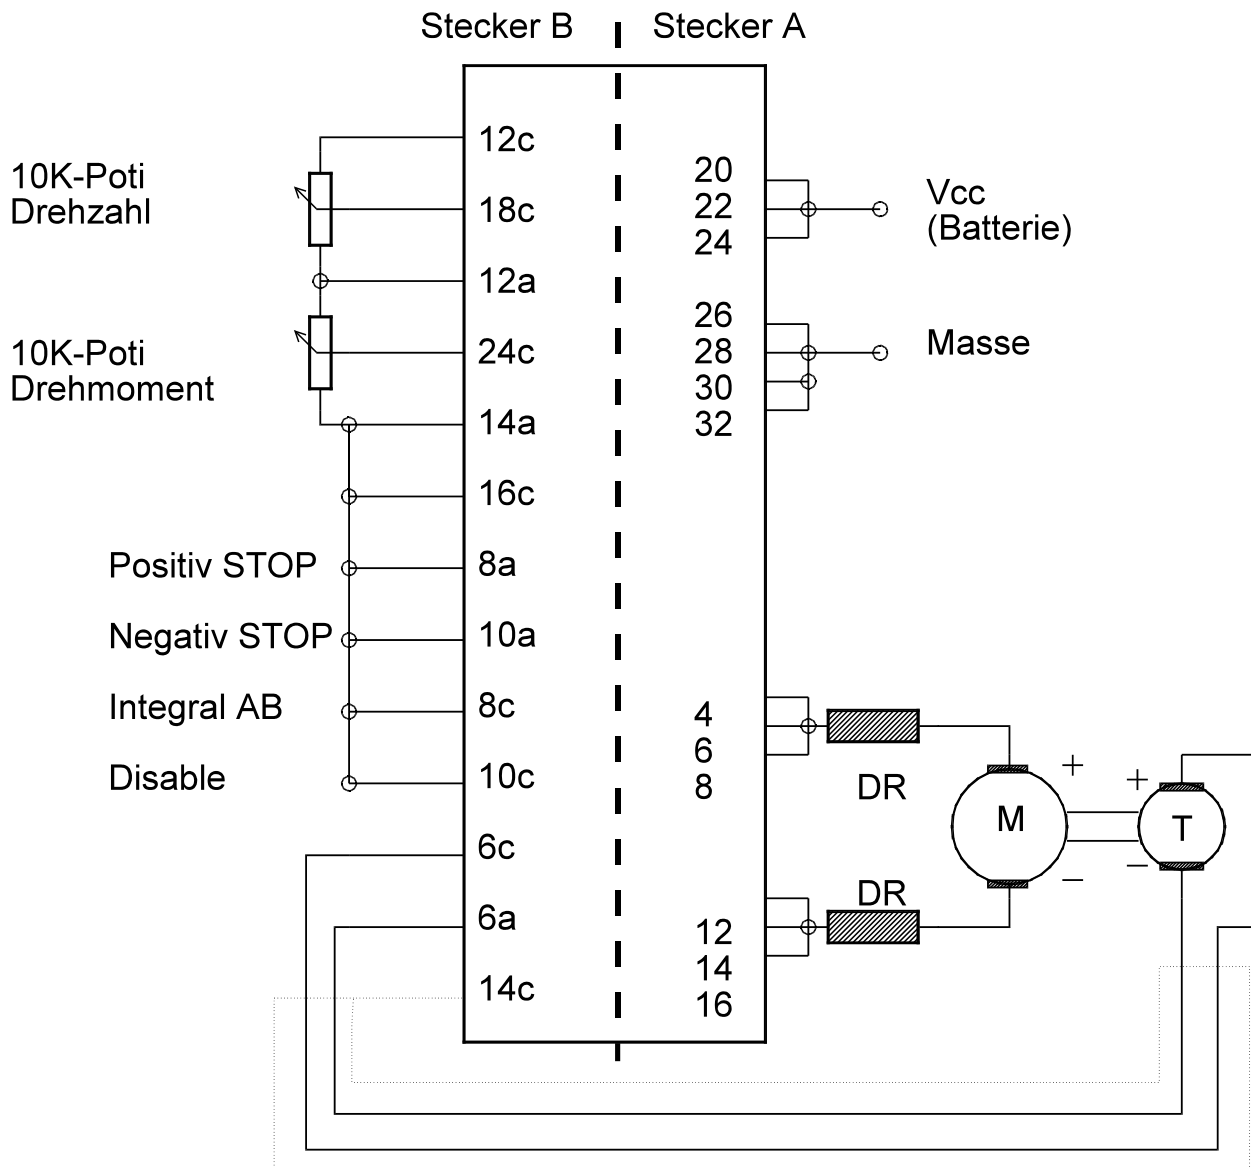 Stecker B
Stecker A
12c
10K-Poti
Drehzahl
18c
12a
10K-Poti
Drehmoment
24c
14a
16c
Positiv STOP
8a
Negativ STOP
10a
Integral AB
8c
Disable
10c
6c
6a
14c
20
22
24
Vcc
(Batterie)
26
28
30
32
Masse
4
6
8
DR
M
+
−
+
−
T
DR
12
14
16